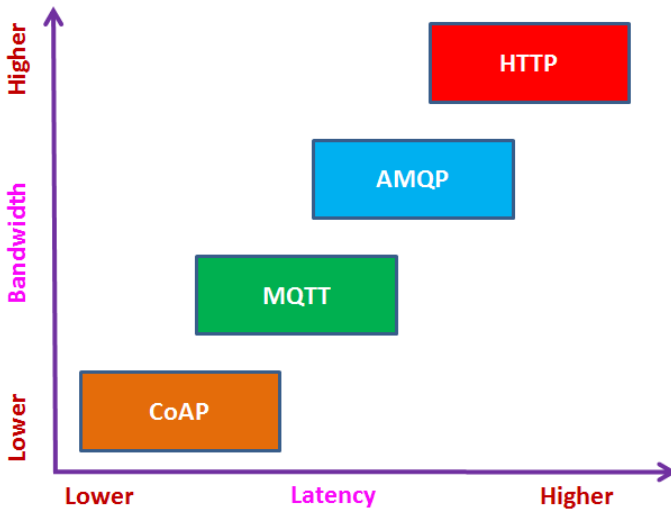 Higher
HTTP
AMQP
Bandwidth
MQTT
CoAP
Lower
Lower
Latency
Higher